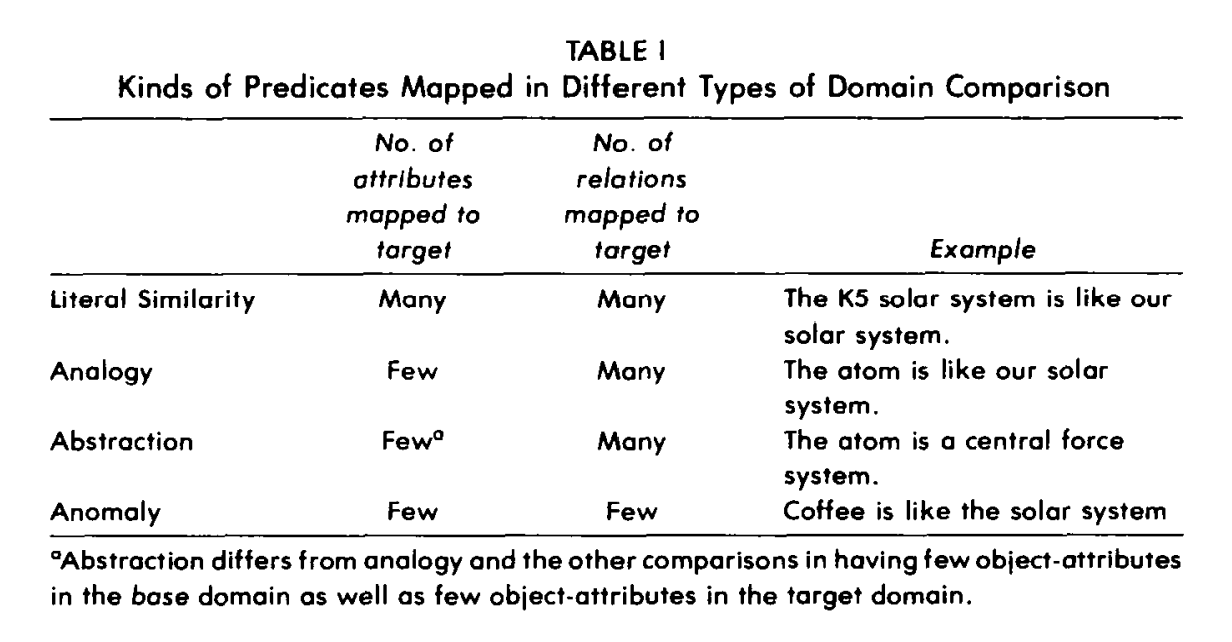 TABLE I
Kinds of Predicates Mapped in Different Types of Domain Comparison
No. of attributes mapped to target No. of relations mapped to target Example
Literal Similarity Many Many The K5 solar system is like our
solar system.
Analogy Few Many The atom is like our solar
system.
Abstraction Fewᵃ Many The atom is a central force
system.
Anomaly Few Few Coffee is like the solar system
ᵃAbstraction differs from analogy and the other comparisons in having few object-attributes
in the base domain as well as few object-attributes in the target domain.